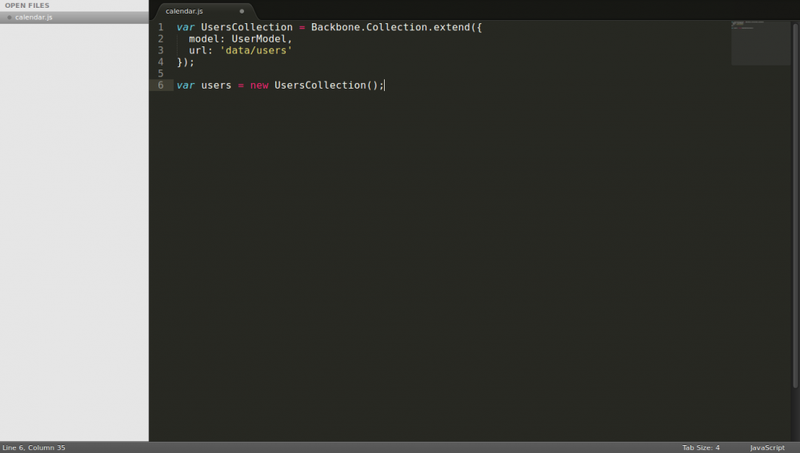 OPEN FILES
calendar.js
calendar.js
1 var UsersCollection = Backbone.Collection.extend({
2   model: UserModel,
3   url: 'data/users'
4 });
5
6 var users = new UsersCollection();
Line 6, Column 35
Tab Size: 4
JavaScript